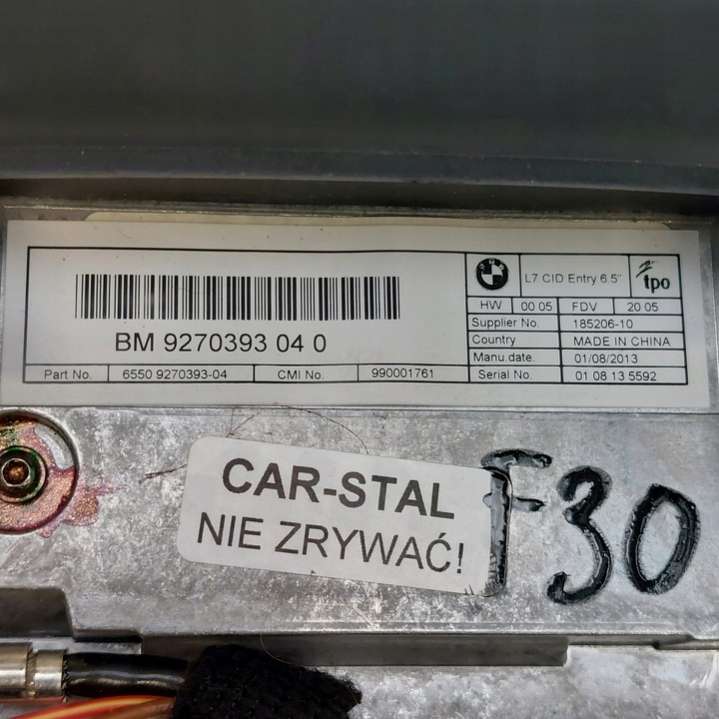 BM 9270393 04 0
Part No. 6550 9270393-04 CMI No. 990001761
BMW L7 CID Entry 6.5" tpo
HW 00 05 FDV 20 05
Supplier No. 185206-10
Country MADE IN CHINA
Manu.date. 01/08/2013
Serial No. 01 08 13 5592
CAR-STAL
NIE ZRYWAĆ!
F30